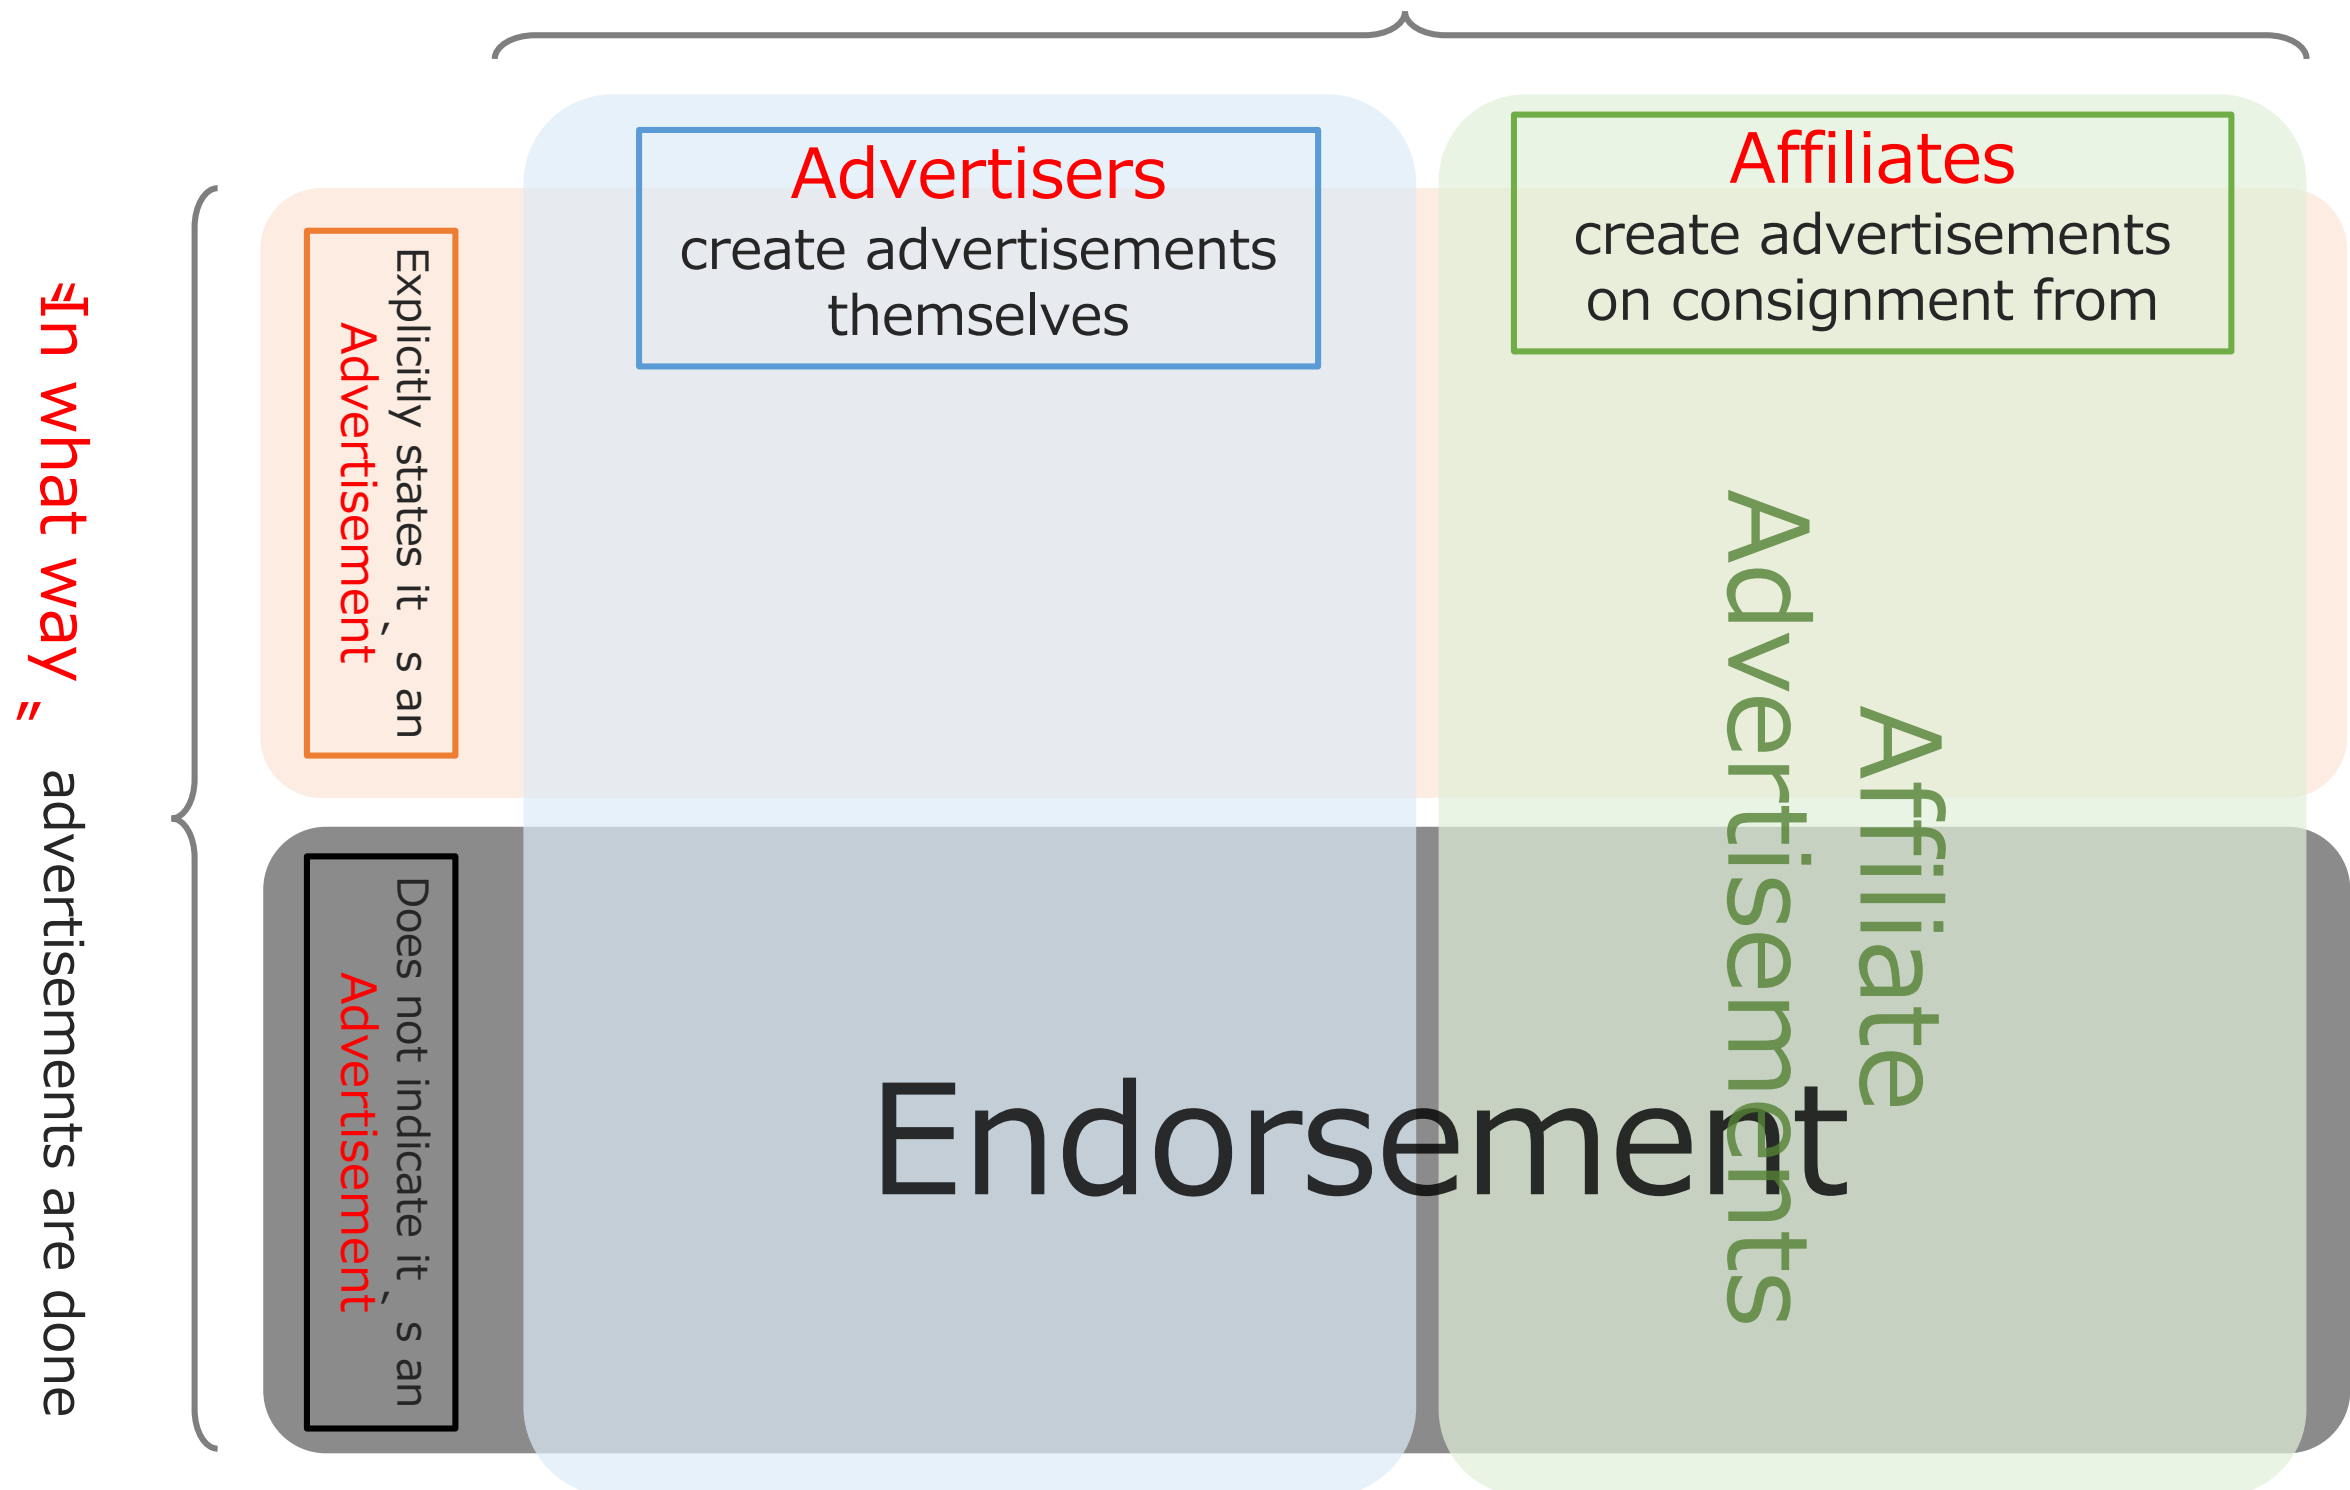 Advertisers
create advertisements
themselves
Affiliates
create advertisements
on consignment from
“In what way” advertisements are done
Explicitly states it’s an
Advertisement
Does not indicate it’s an
Advertisement
Affiliate
Advertisements
Endorsement